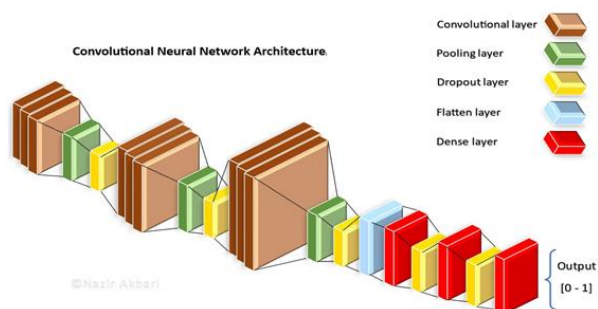 Convolutional Neural Network Architecture.
Convolutional layer
Pooling layer
Dropout layer
Flatten layer
Dense layer
Output
[0 - 1]
©Nazir Akbari